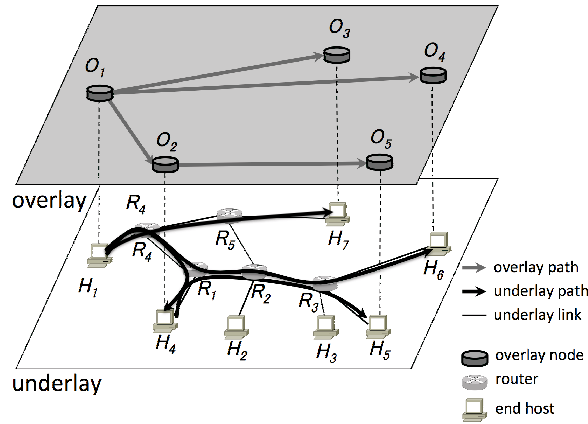 O3
O4
O1
O2
O5
overlay
R4
R5
H7
R4
H1
H6
R1
R2
R3
H4
H2
H3
H5
underlay
overlay path
underlay path
underlay link
overlay node
router
end host